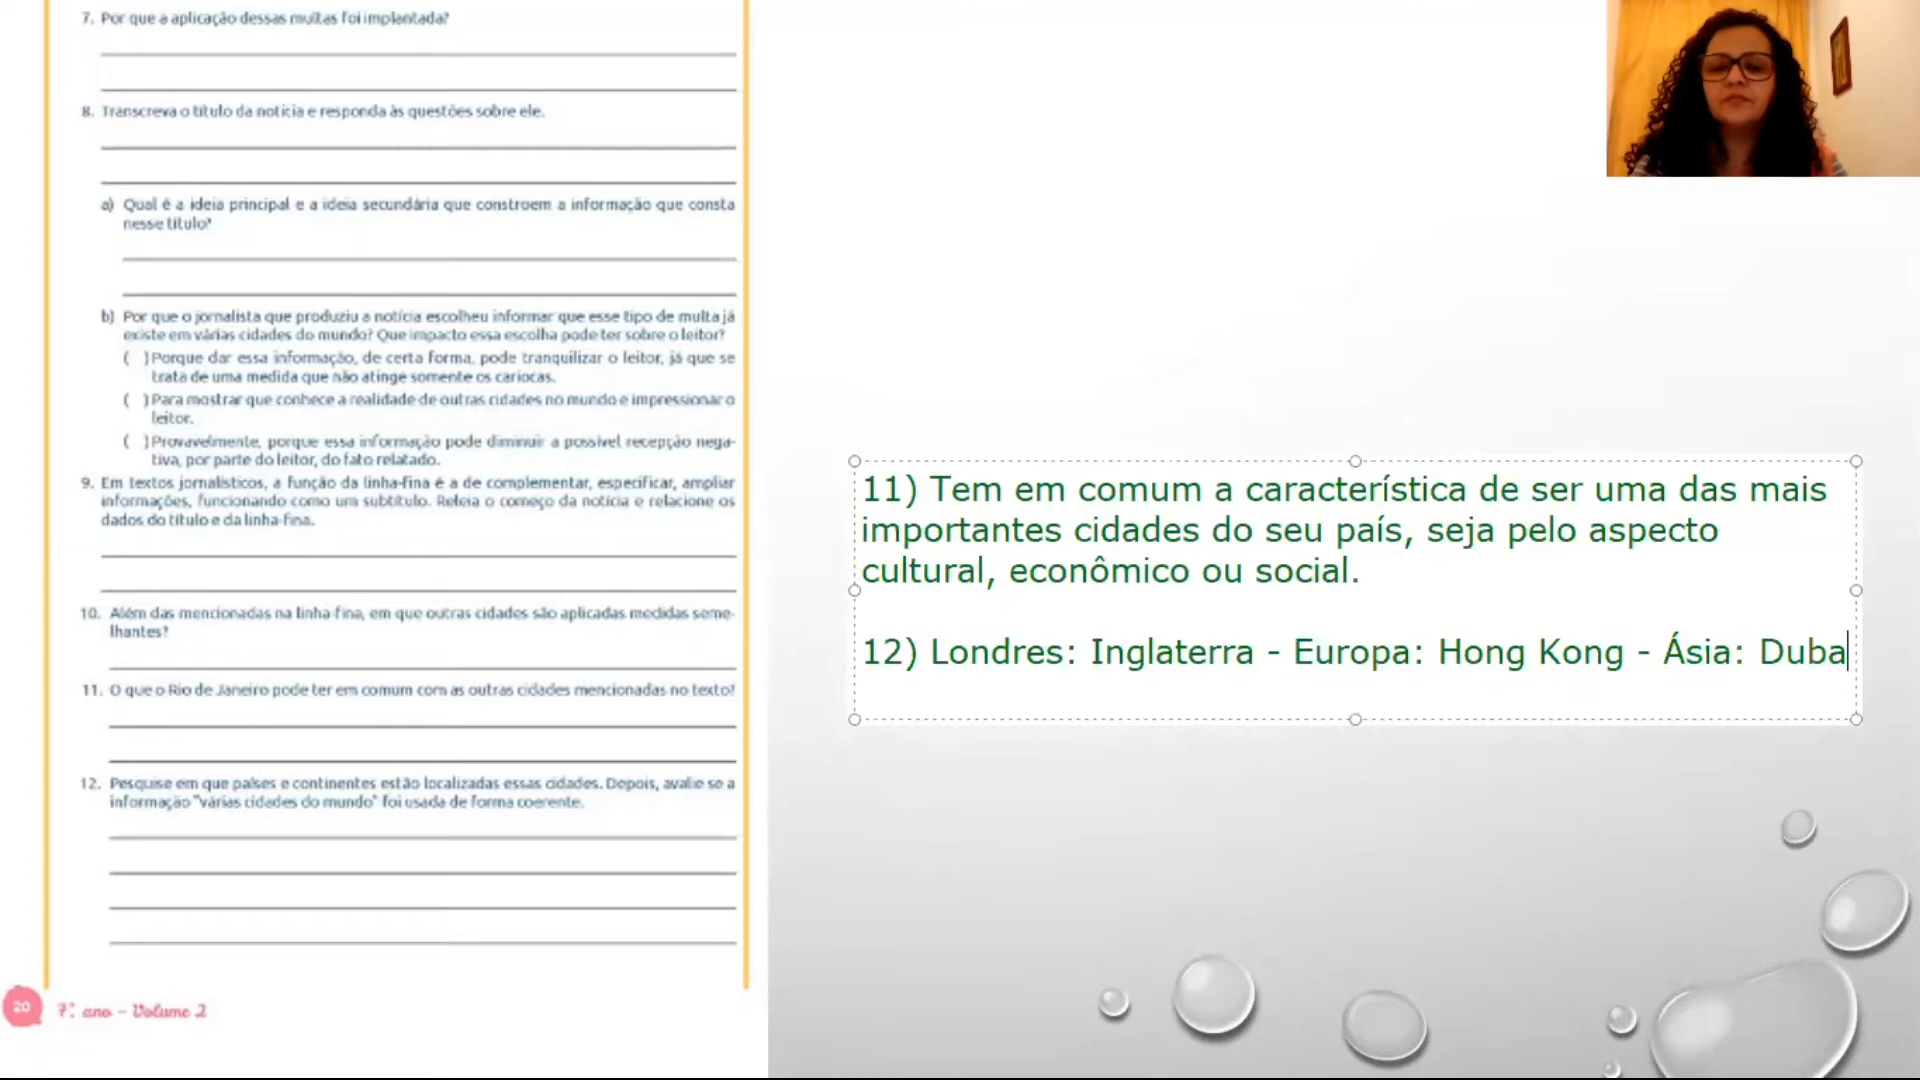 7. Por que a aplicação dessas multas foi implantada?
8. Transcreva o título da notícia e responda às questões sobre ele.
a) Qual é a ideia principal e a ideia secundária que constroem a informação que consta
nesse título?
b) Por que o jornalista que produziu a notícia escolheu informar que esse tipo de multa já
existe em várias cidades do mundo? Que impacto essa escolha pode ter sobre o leitor?
( ) Porque dar essa informação, de certa forma, pode tranquilizar o leitor, já que se
trata de uma medida que não atinge somente os cariocas.
( ) Para mostrar que conhece a realidade de outras cidades no mundo e impressionar o
leitor.
( ) Provavelmente, porque essa informação pode diminuir a possível recepção nega-
tiva, por parte do leitor, do fato relatado.
9. Em textos jornalísticos, a função da linha-fina é a de complementar, especificar, ampliar
informações, funcionando como um subtítulo. Releia o começo da notícia e relacione os
dados do título e da linha-fina.
10. Além das mencionadas na linha-fina, em que outras cidades são aplicadas medidas seme-
lhantes?
11. O que o Rio de Janeiro pode ter em comum com as outras cidades mencionadas no texto?
12. Pesquise em que países e continentes estão localizadas essas cidades. Depois, avalie se a
informação "várias cidades do mundo" foi usada de forma coerente.
20 7º. ano – Volume 2
11) Tem em comum a característica de ser uma das mais
importantes cidades do seu país, seja pelo aspecto
cultural, econômico ou social.
12) Londres: Inglaterra - Europa: Hong Kong - Ásia: Duba